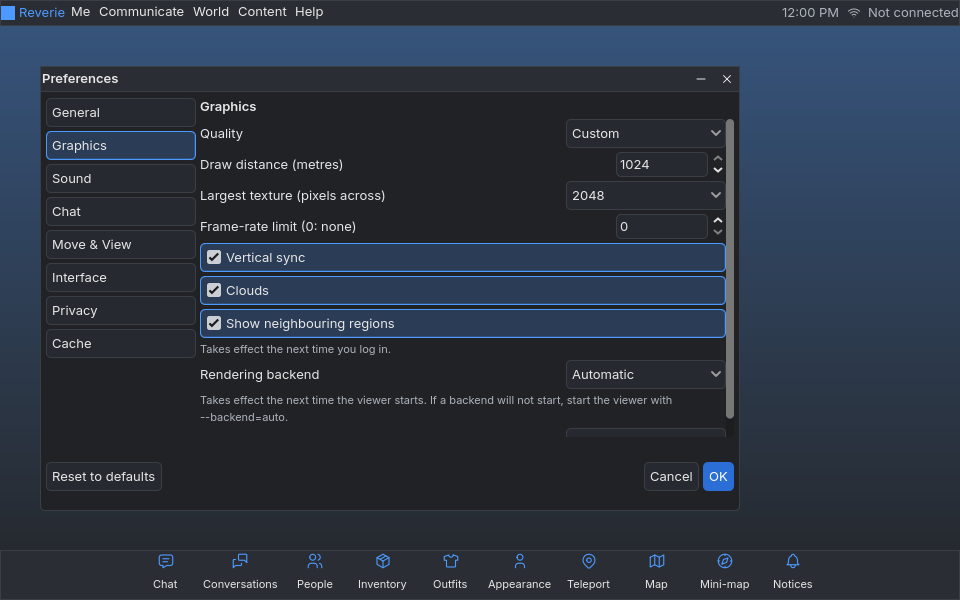 Reverie Me Communicate World Content Help 12:00 PM Not connected
Preferences
General
Graphics
Sound
Chat
Move & View
Interface
Privacy
Cache
Graphics
Quality Custom
Draw distance (metres) 1024
Largest texture (pixels across) 2048
Frame-rate limit (0: none) 0
Vertical sync
Clouds
Show neighbouring regions
Takes effect the next time you log in.
Rendering backend Automatic
Takes effect the next time the viewer starts. If a backend will not start, start the viewer with
--backend=auto.
Reset to defaults Cancel OK
Chat Conversations People Inventory Outfits Appearance Teleport Map Mini-map Notices